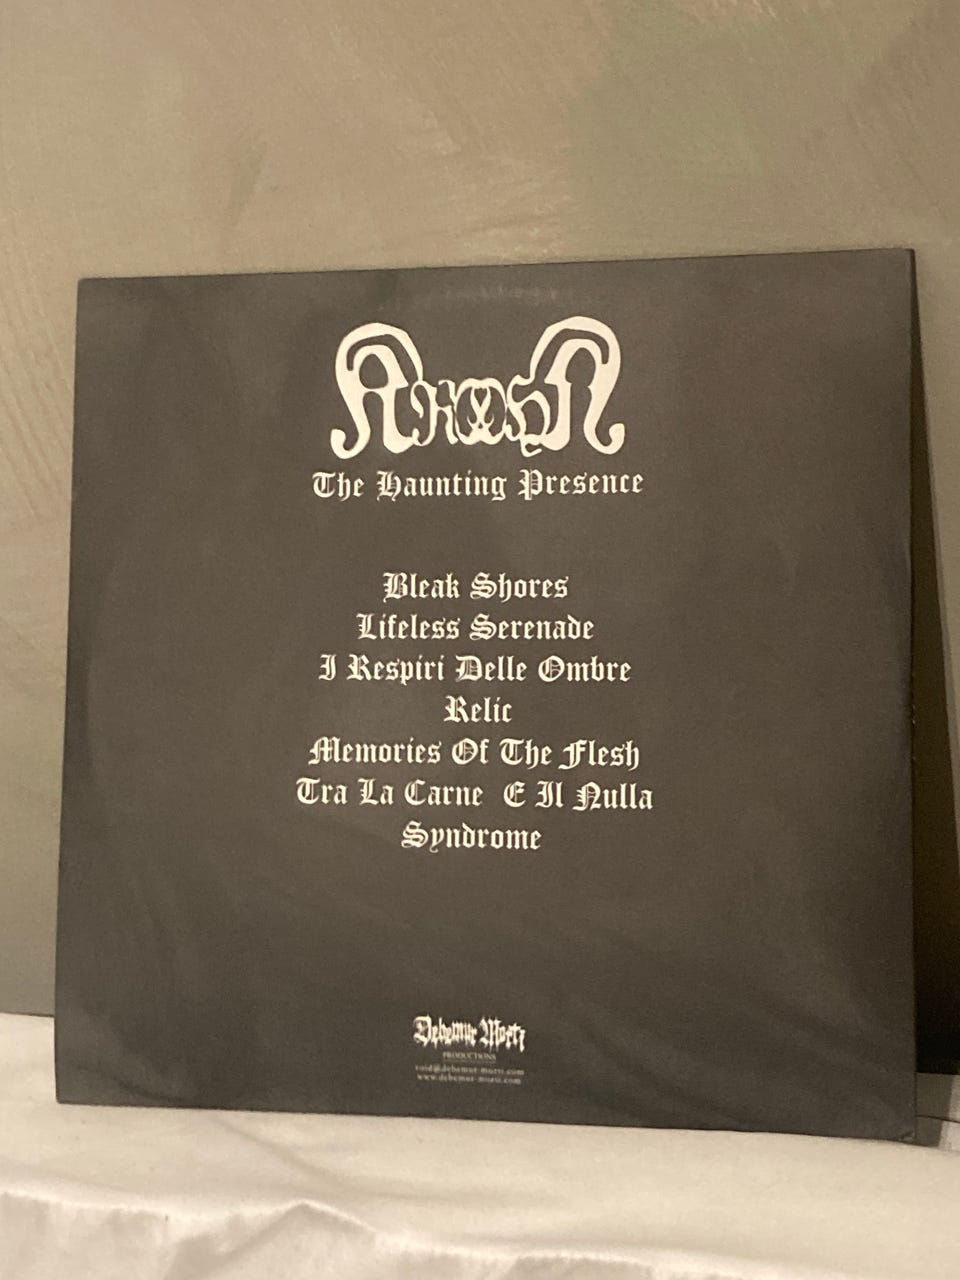 Krohm
The Haunting Presence
Bleak Shores
Lifeless Serenade
I Respiri Delle Ombre
Relic
Memories Of The Flesh
Tra La Carne E Il Nulla
Syndrome
Debemur Morti
PRODUCTIONS
void@debemur-morti.com
www.debemur-morti.com